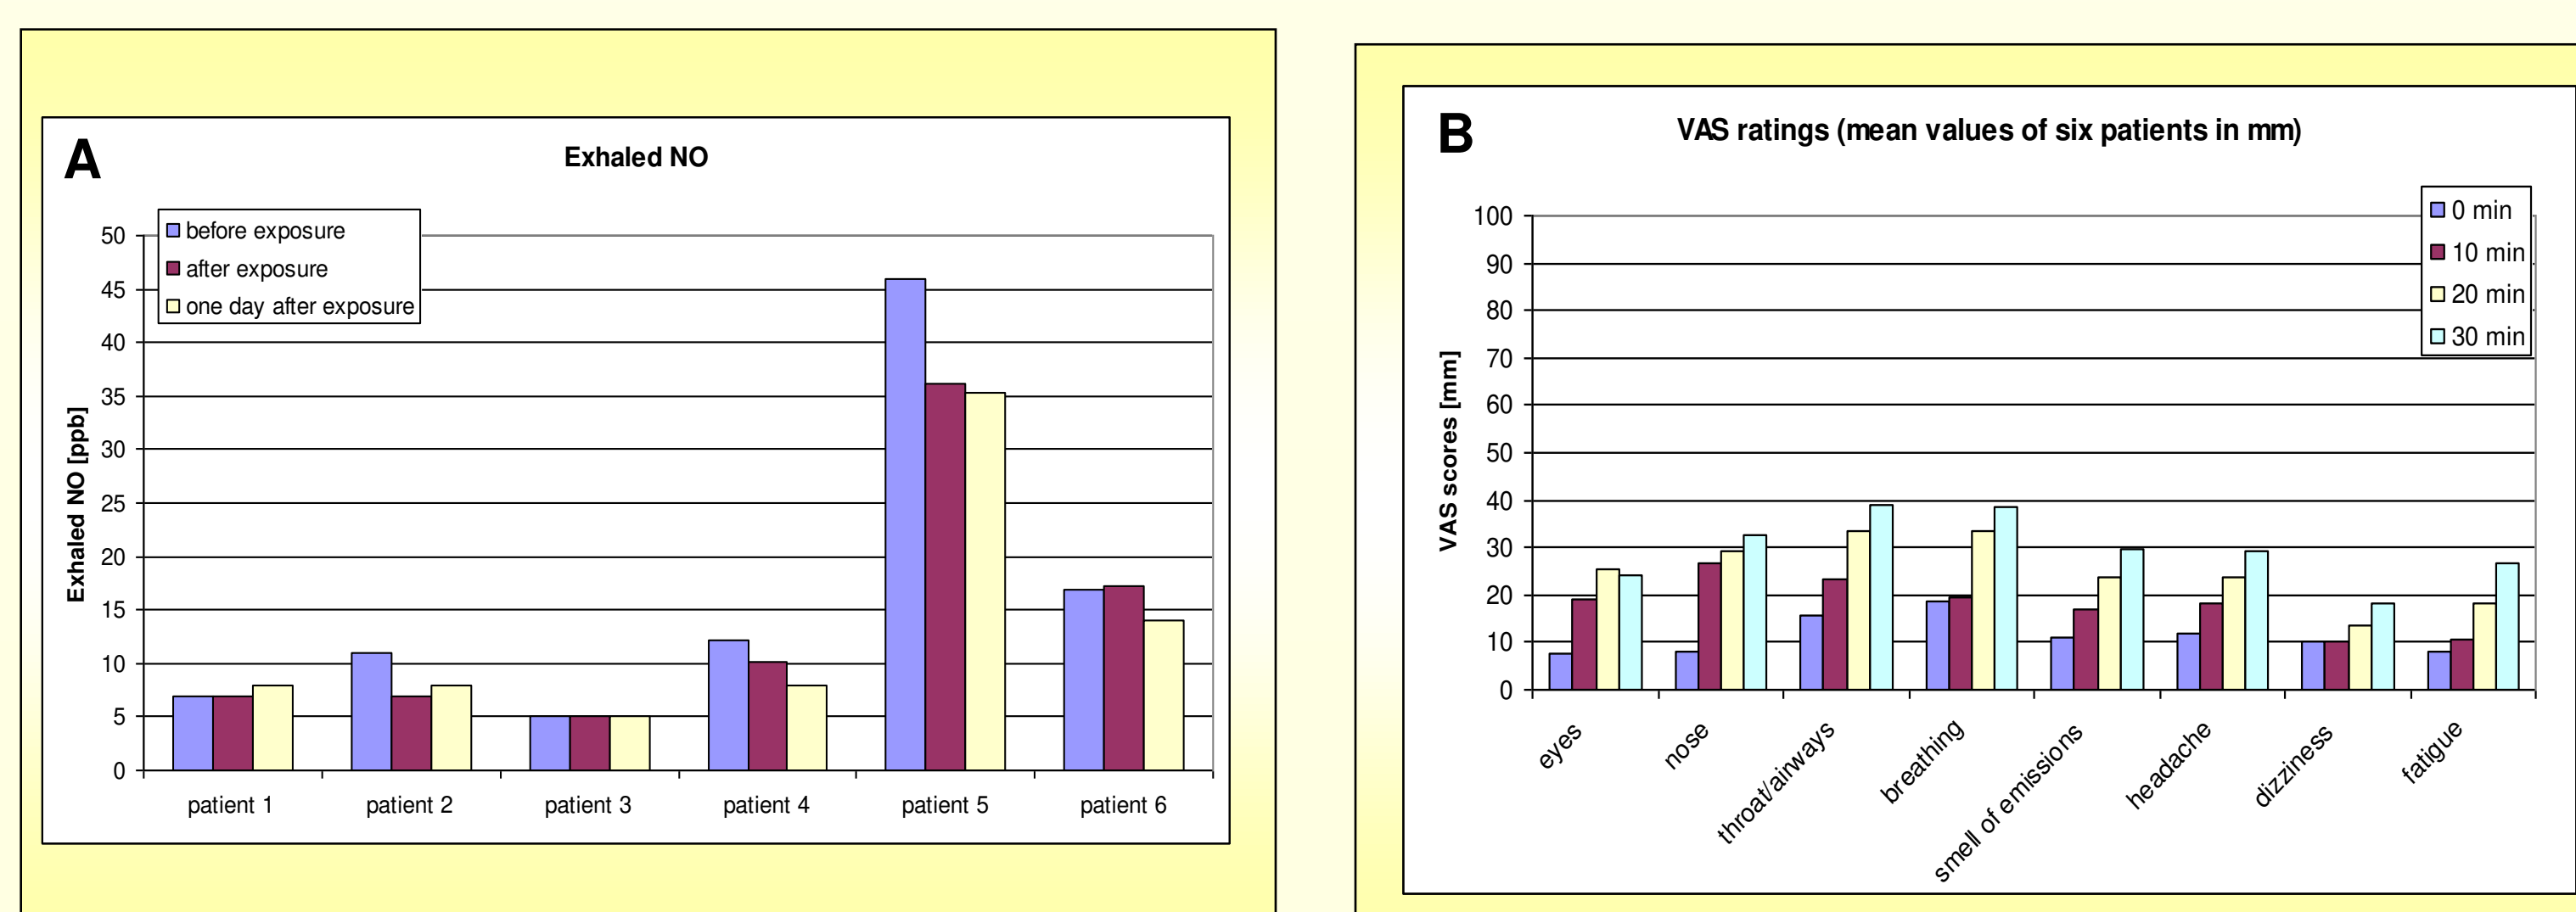 A
Exhaled NO
before exposure
after exposure
one day after exposure
50
45
40
35
30
25
20
15
10
5
0
Exhaled NO [ppb]
patient 1 patient 2 patient 3 patient 4 patient 5 patient 6
B
VAS ratings (mean values of six patients in mm)
0 min
10 min
20 min
30 min
100
90
80
70
60
50
40
30
20
10
0
VAS scores [mm]
eyes
nose
throat/airways
breathing
smell of emissions
headache
dizziness
fatigue